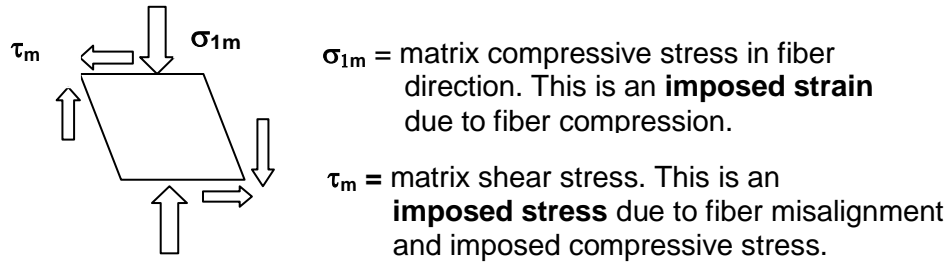 τm
σ1m
σ1m = matrix compressive stress in fiber
direction. This is an imposed strain
due to fiber compression.
τm = matrix shear stress. This is an
imposed stress due to fiber misalignment
and imposed compressive stress.